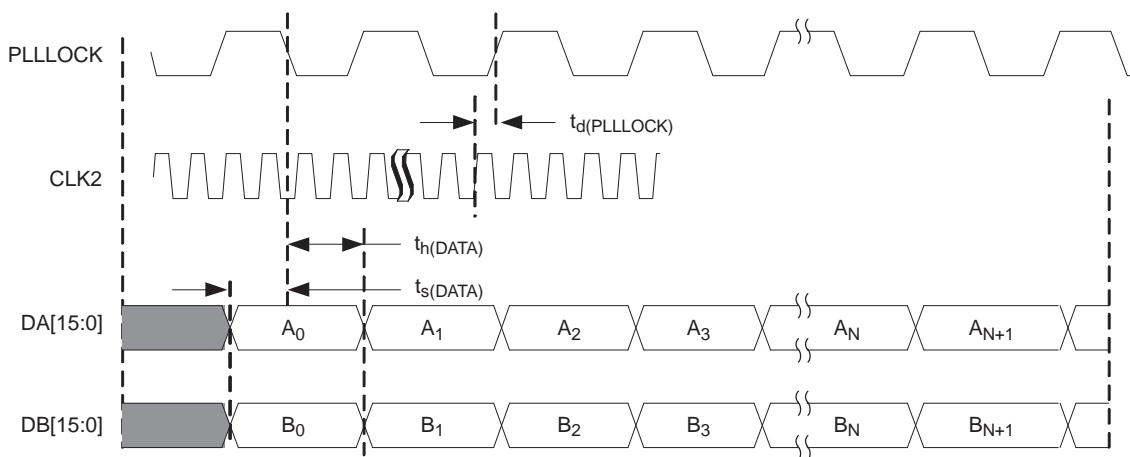 PLLLOCK
t_d(PLLLOCK)
CLK2
t_h(DATA)
t_s(DATA)
DA[15:0]
A_0 A_1 A_2 A_3 A_N A_N+1
DB[15:0]
B_0 B_1 B_2 B_3 B_N B_N+1